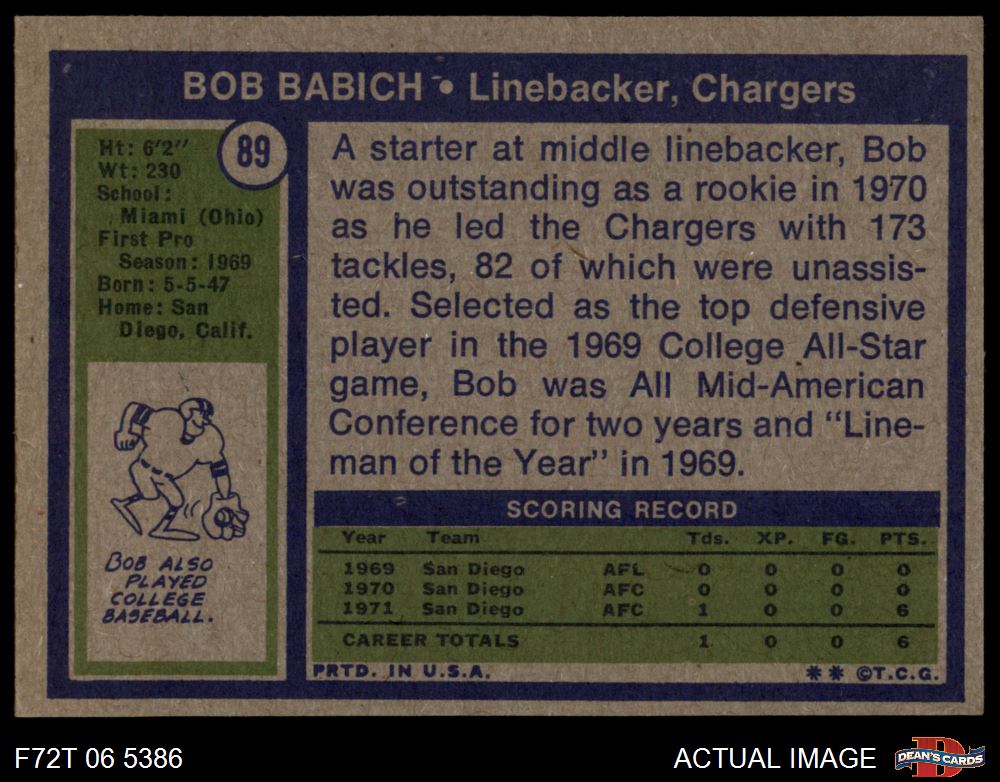 BOB BABICH • Linebacker, Chargers
89
Ht: 6'2"
Wt: 230
School:
Miami (Ohio)
First Pro
Season: 1969
Born: 5-5-47
Home: San
Diego, Calif.
BOB ALSO
PLAYED
COLLEGE
BASEBALL.
A starter at middle linebacker, Bob
was outstanding as a rookie in 1970
as he led the Chargers with 173
tackles, 82 of which were unassis-
ted. Selected as the top defensive
player in the 1969 College All-Star
game, Bob was All Mid-American
Conference for two years and "Line-
man of the Year" in 1969.
SCORING RECORD
Year Team Tds. XP. FG. PTS.
1969 San Diego AFL 0 0 0 0
1970 San Diego AFC 0 0 0 0
1971 San Diego AFC 1 0 0 6
CAREER TOTALS 1 0 0 6
PRTD. IN U.S.A. ** ©T.C.G.
F72T 06 5386 ACTUAL IMAGE DEAN'S CARDS